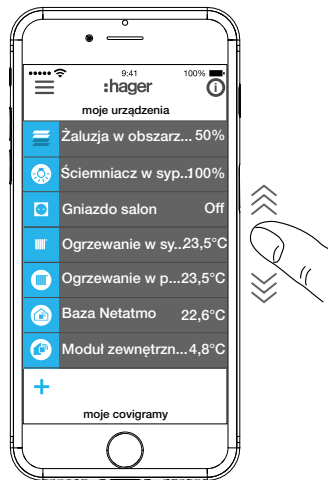 9:41 100%
:hager
moje urządzenia
Żaluzja w obszarz... 50%
Ściemniacz w syp..100%
Gniazdo salon Off
Ogrzewanie w sy..23,5°C
Ogrzewanie w p...23,5°C
Baza Netatmo 22,6°C
Moduł zewnętrzn...4,8°C
+
moje covigramy